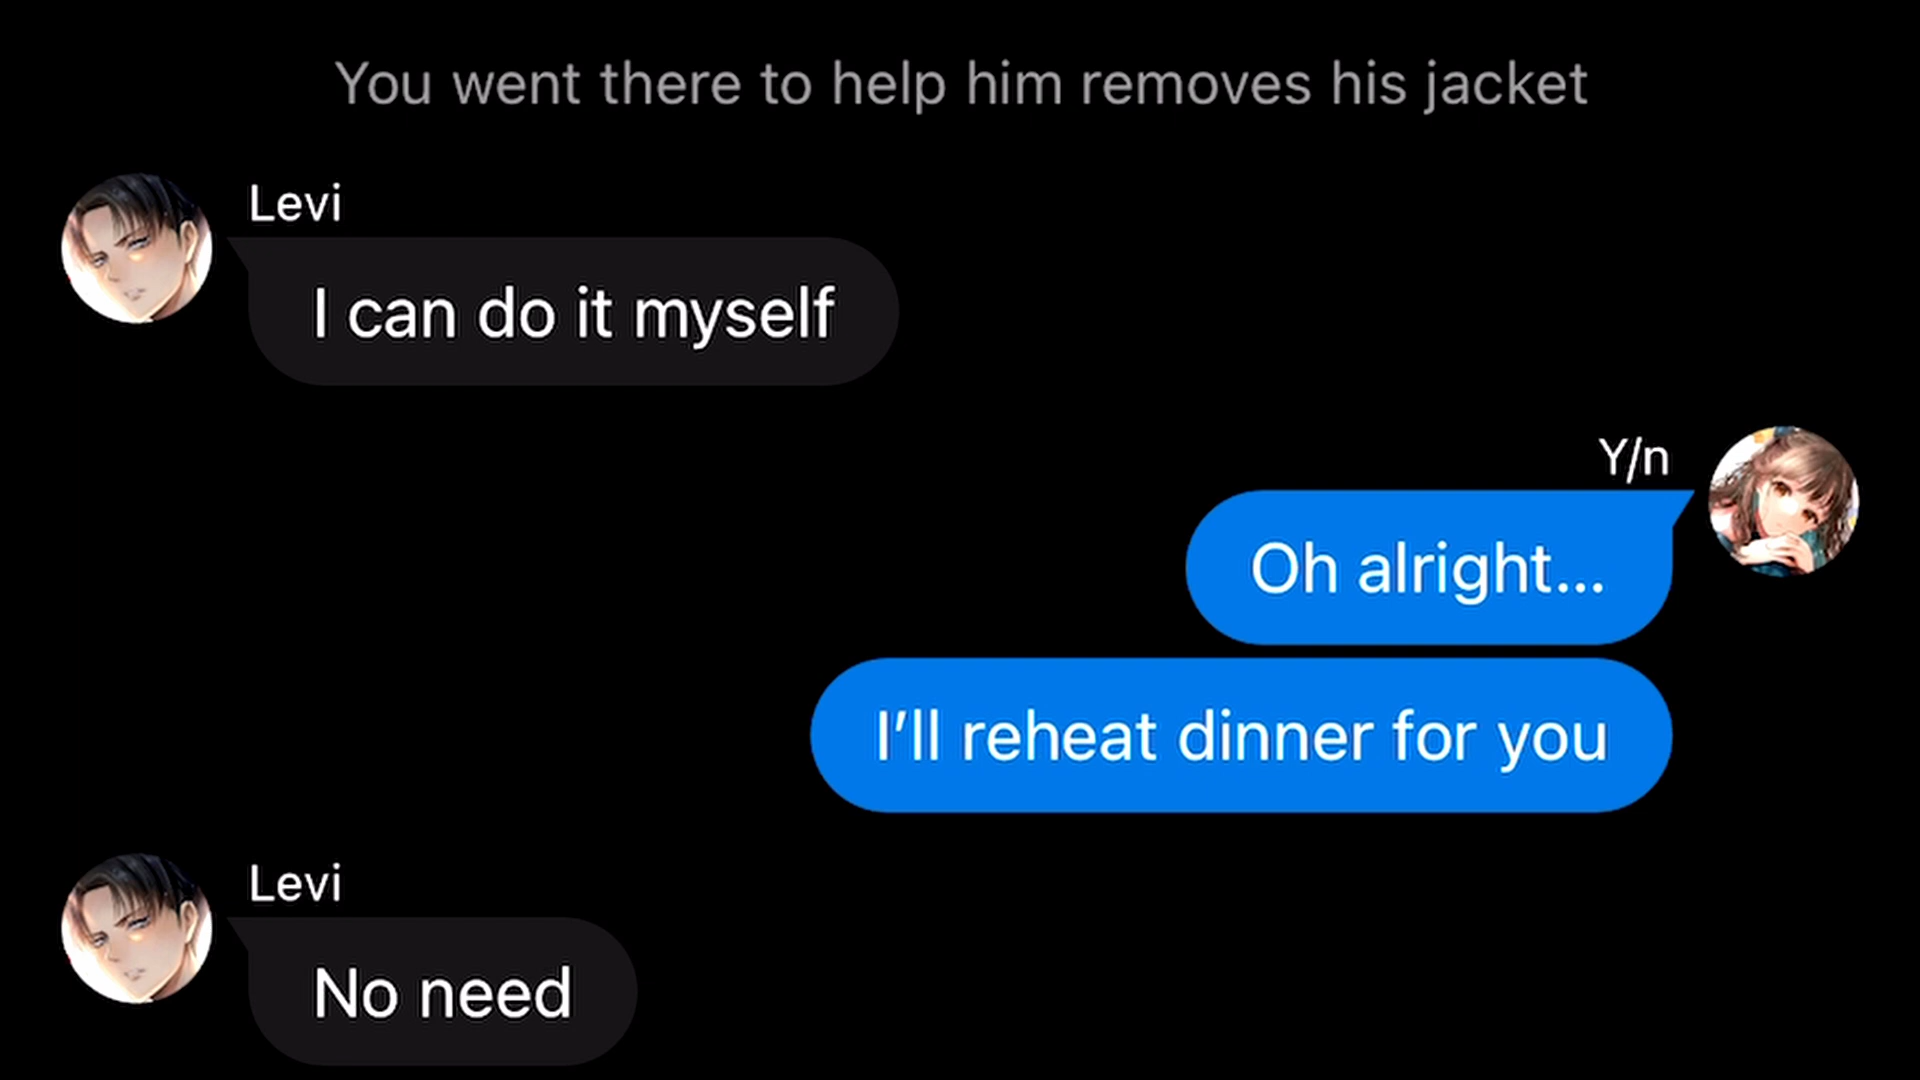 You went there to help him removes his jacket
Levi
I can do it myself
Y/n
Oh alright...
I’ll reheat dinner for you
Levi
No need